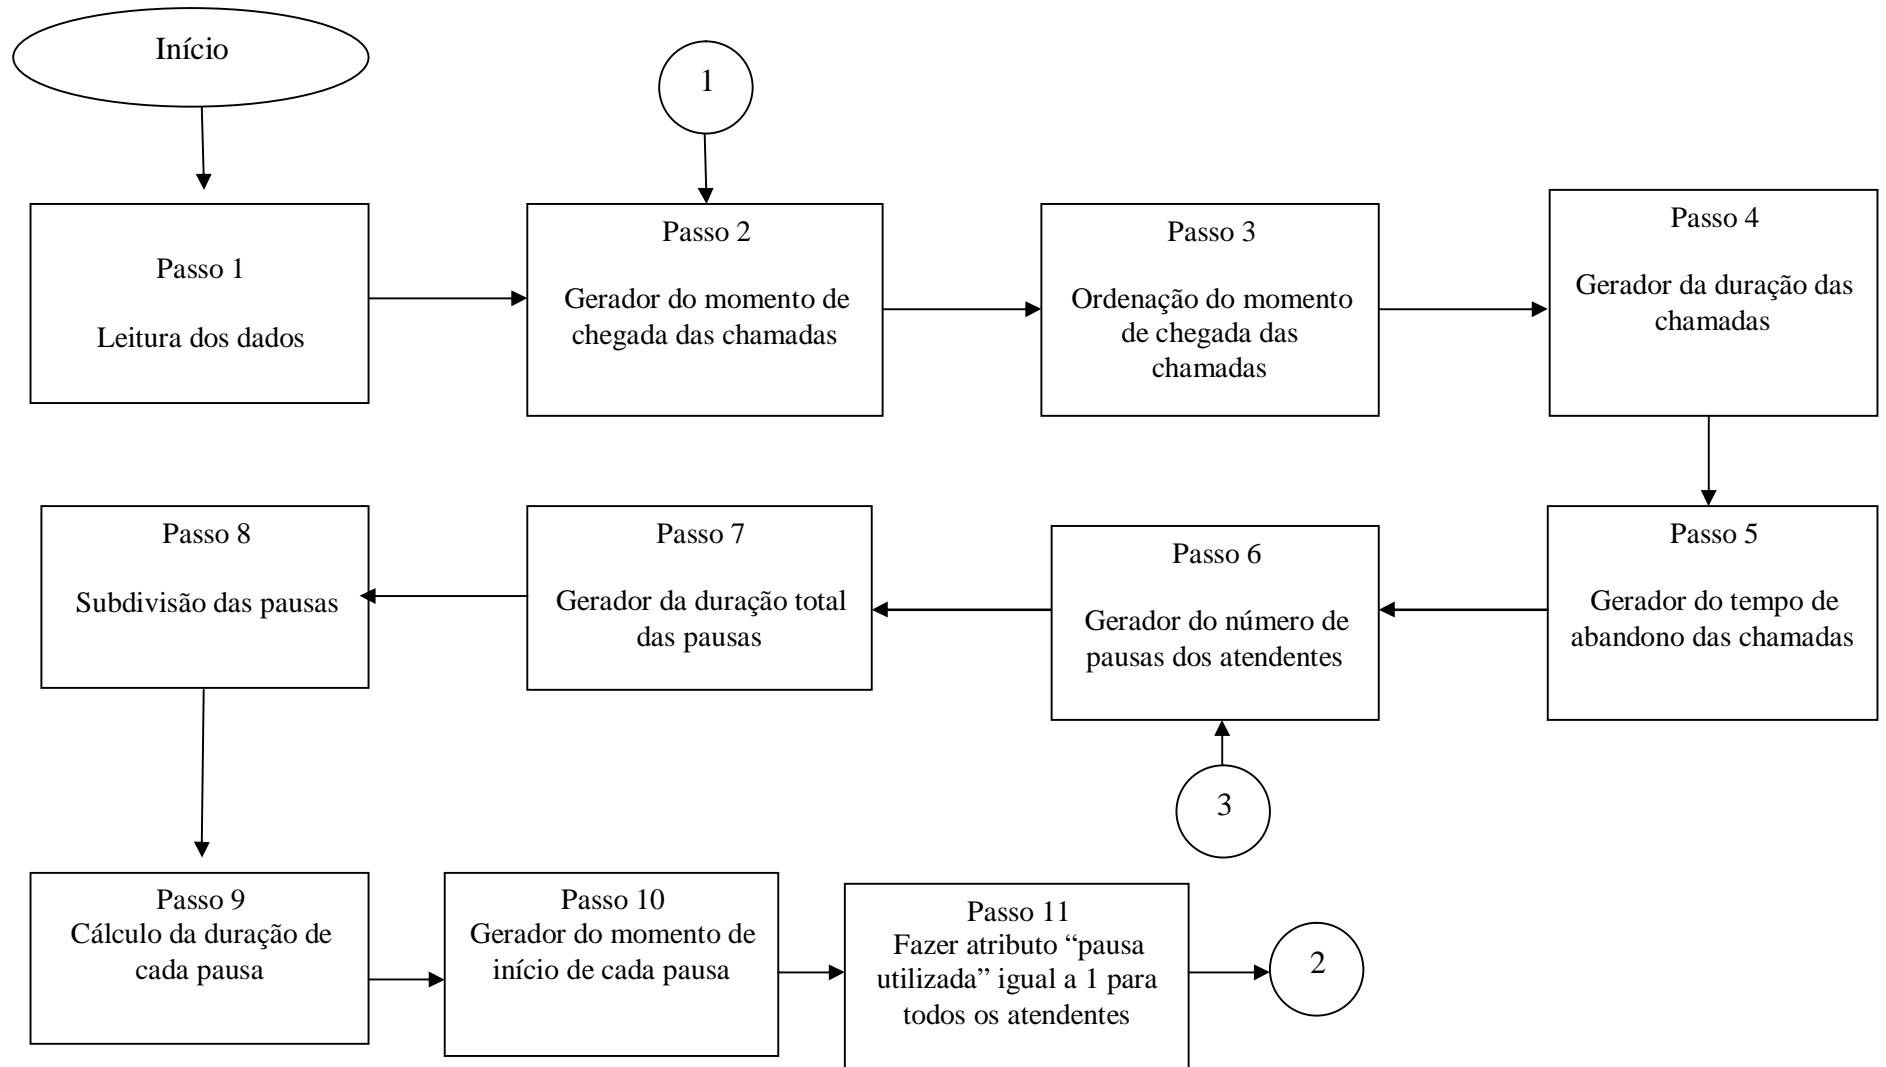 Início
1
Passo 1
Leitura dos dados
Passo 2
Gerador do momento de
chegada das chamadas
Passo 3
Ordenação do momento
de chegada das
chamadas
Passo 4
Gerador da duração das
chamadas
Passo 5
Gerador do tempo de
abandono das chamadas
Passo 6
Gerador do número de
pausas dos atendentes
3
Passo 7
Gerador da duração total
das pausas
Passo 8
Subdivisão das pausas
Passo 9
Cálculo da duração de
cada pausa
Passo 10
Gerador do momento de
início de cada pausa
Passo 11
Fazer atributo “pausa
utilizada” igual a 1 para
todos os atendentes
2